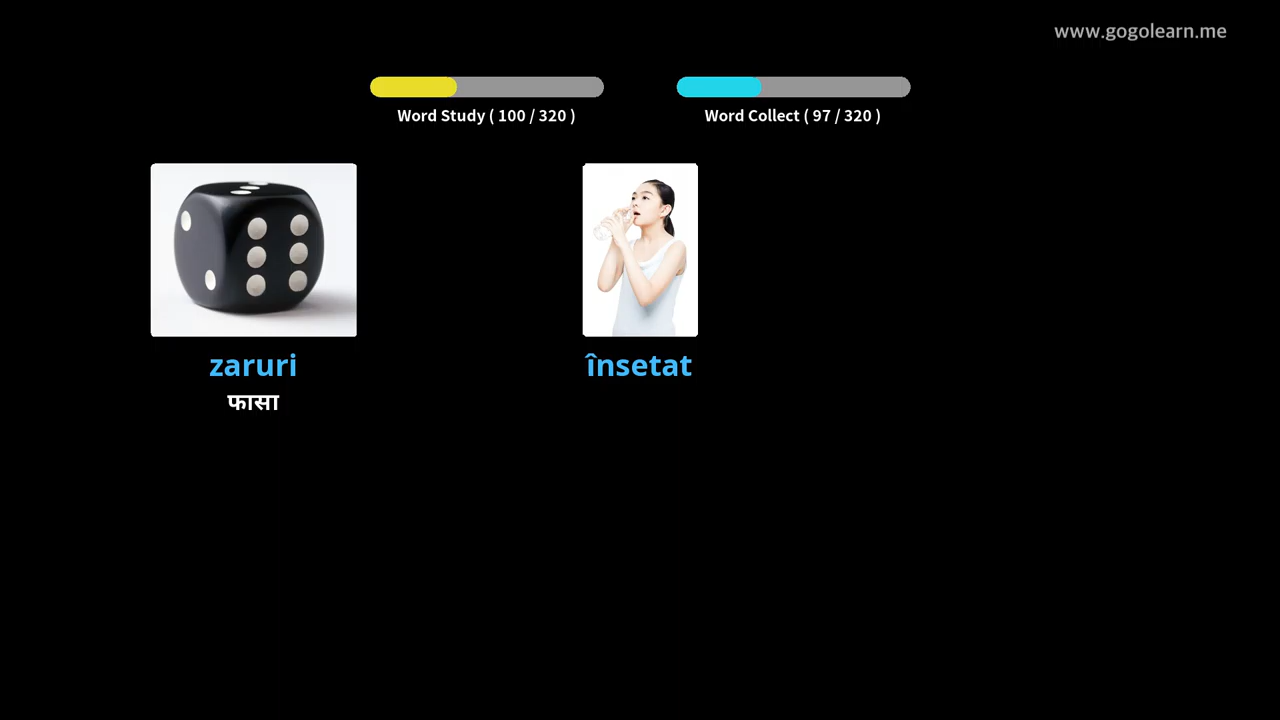 www.gogolearn.me
Word Study ( 100 / 320 )
Word Collect ( 97 / 320 )
zaruri
फासा
însetat